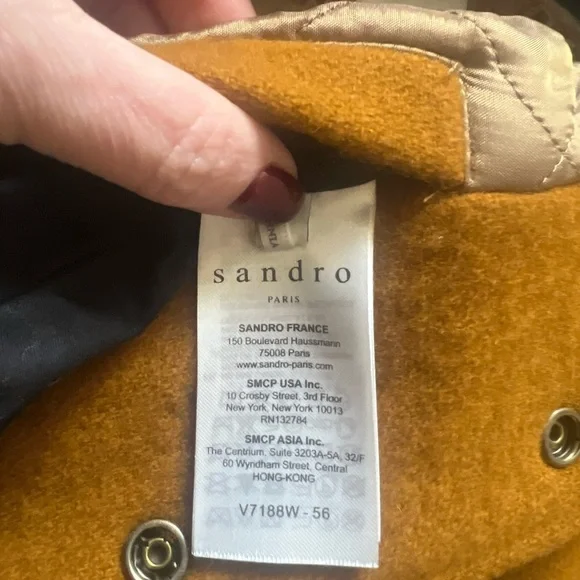 sandro
PARIS
SANDRO FRANCE
150 Boulevard Haussmann
75008 Paris
www.sandro-paris.com
SMCP USA Inc.
10 Crosby Street, 3rd Floor
New York, New York 10013
RN132784
SMCP ASIA Inc.
The Centrium, Suite 3203A-5A, 32/F
60 Wyndham Street, Central
HONG-KONG
V7188W - 56